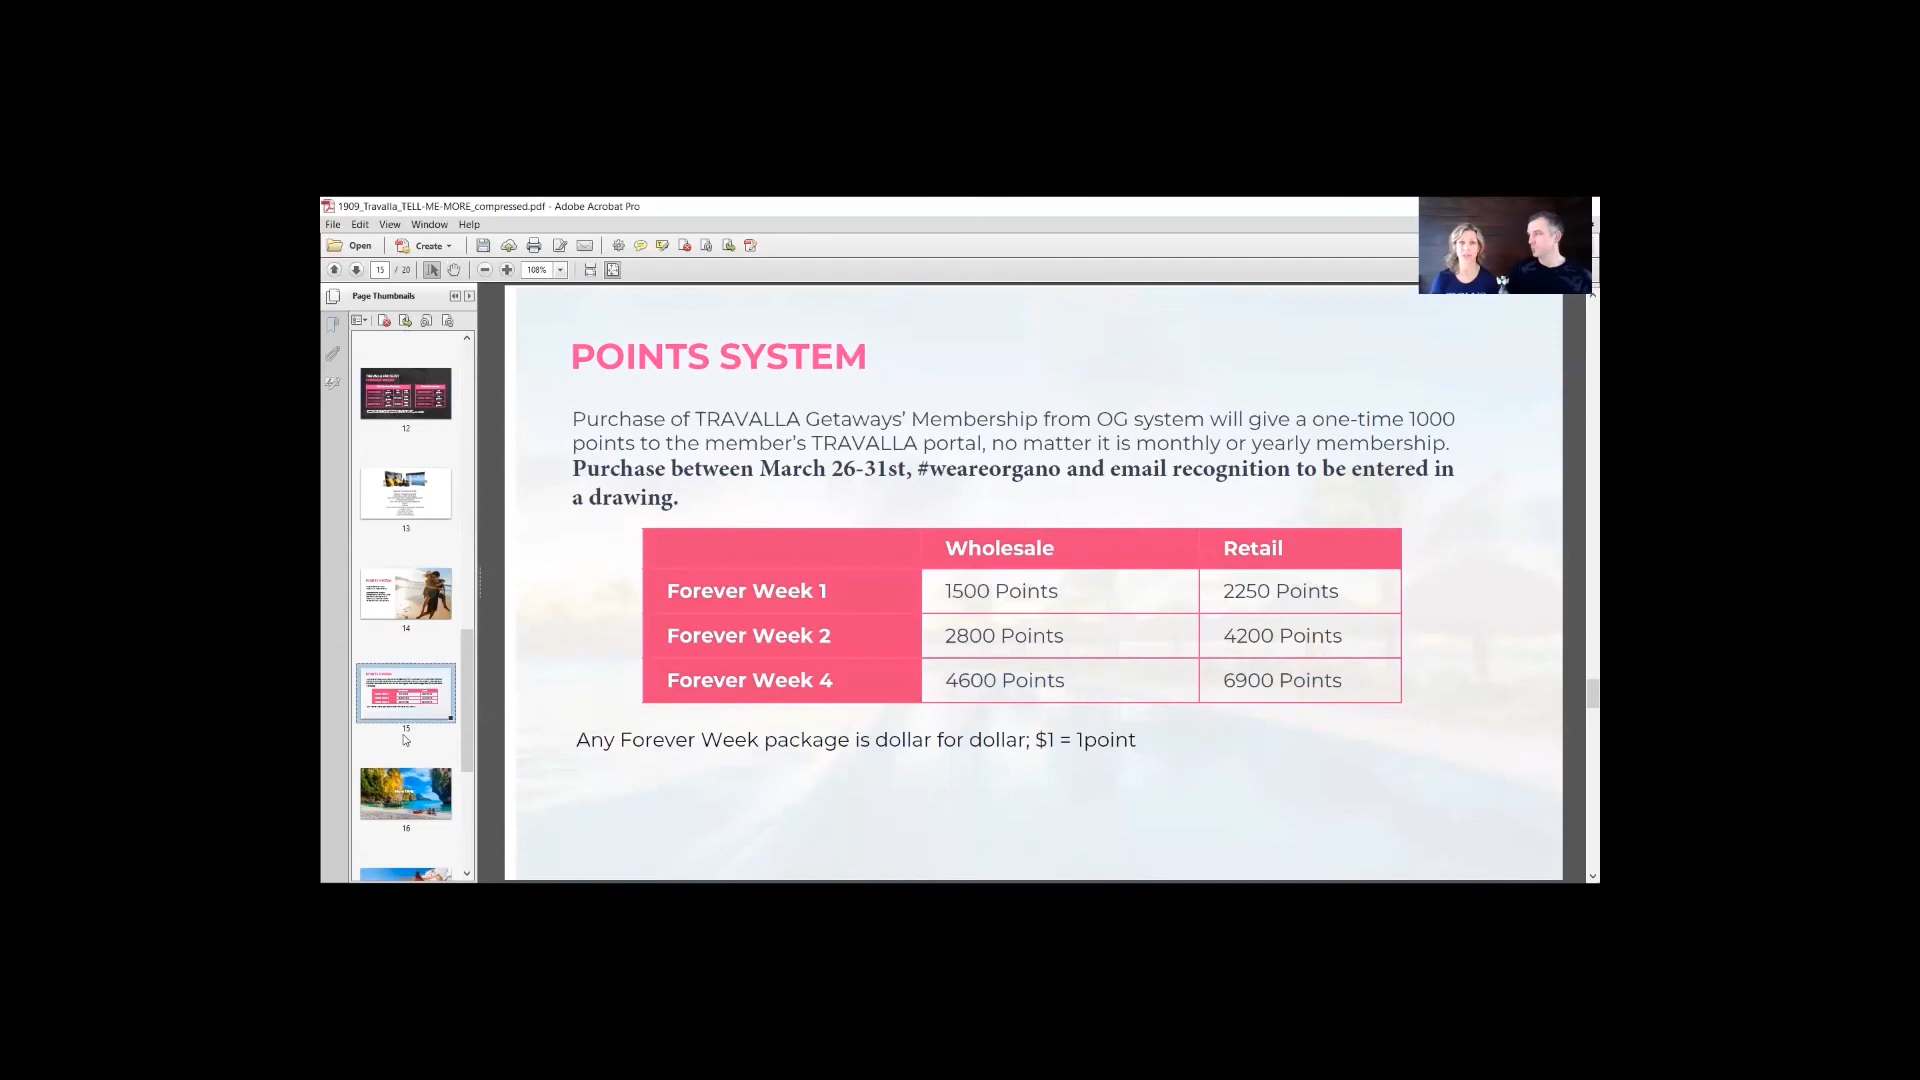 1909_Travalla_TELL-ME-MORE_compressed.pdf - Adobe Acrobat Pro
File Edit View Window Help
Open Create
15 / 20 108%
Page Thumbnails
12
13
14
15
16
POINTS SYSTEM
Purchase of TRAVALLA Getaways’ Membership from OG system will give a one-time 1000
points to the member’s TRAVALLA portal, no matter it is monthly or yearly membership.
Purchase between March 26-31st, #weareorgano and email recognition to be entered in
a drawing.
Wholesale Retail
Forever Week 1 1500 Points 2250 Points
Forever Week 2 2800 Points 4200 Points
Forever Week 4 4600 Points 6900 Points
Any Forever Week package is dollar for dollar; $1 = 1point